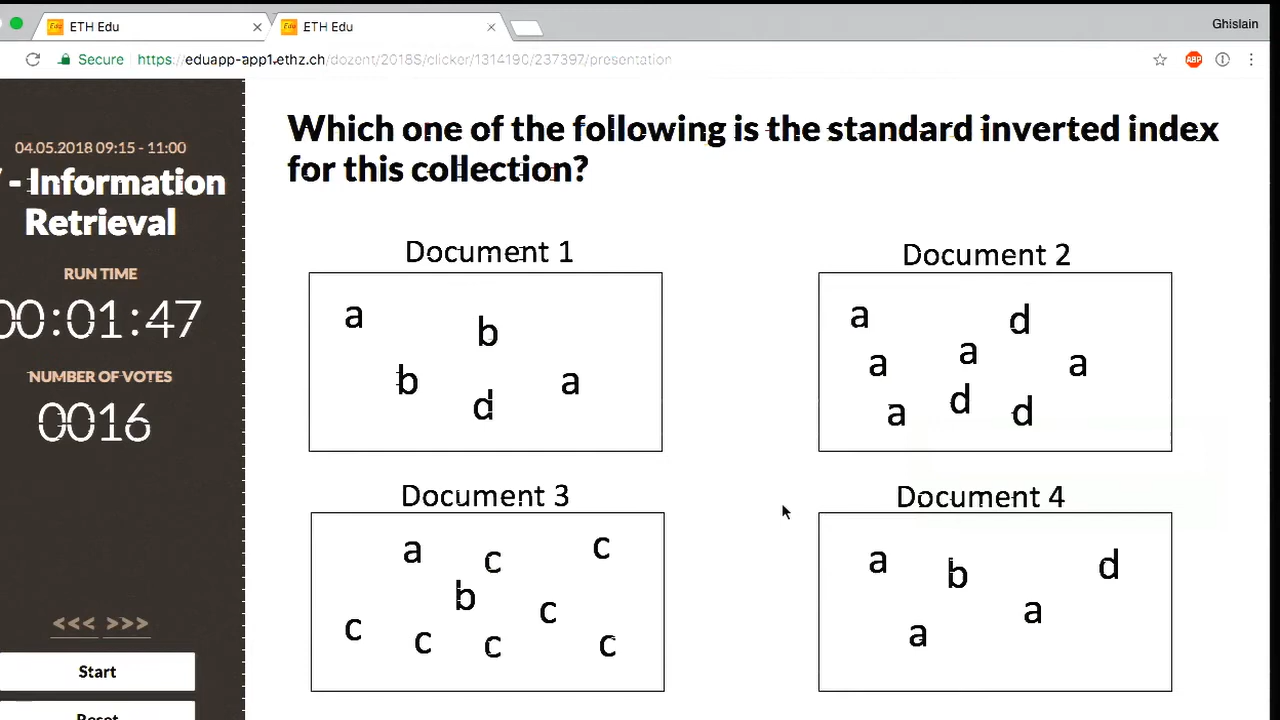 ETH Edu
ETH Edu
Ghislain
Secure https://eduapp-app1.ethz.ch/dozent/2018S/clicker/1314190/237397/presentation
ABP
04.05.2018 09:15 - 11:00
- Information
Retrieval
RUN TIME
00:01:47
NUMBER OF VOTES
0016
<<< >>>
Start
Reset
Which one of the following is the standard inverted index
for this collection?
Document 1
a
b
b
a
d
Document 2
a
d
a
a
a
a
d
d
Document 3
a
c
c
b
c
c
c
c
c
Document 4
a
b
d
a
a